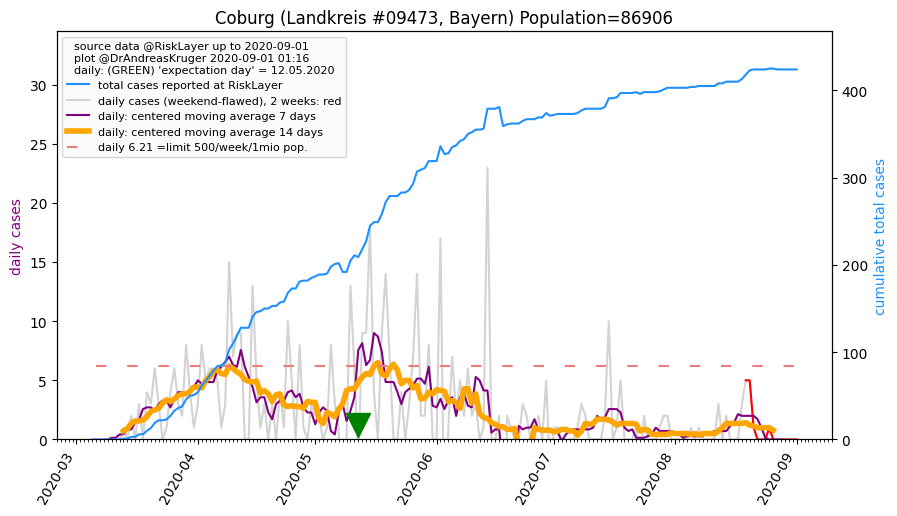 Coburg (Landkreis #09473, Bayern) Population=86906
source data @RiskLayer up to 2020-09-01
plot @DrAndreasKruger 2020-09-01 01:16
daily: (GREEN) 'expectation day' = 12.05.2020
total cases reported at RiskLayer
daily cases (weekend-flawed), 2 weeks: red
daily: centered moving average 7 days
daily: centered moving average 14 days
daily 6.21 =limit 500/week/1mio pop.
daily cases
30
25
20
15
10
5
0
cumulative total cases
400
300
200
100
0
2020-03
2020-04
2020-05
2020-06
2020-07
2020-08
2020-09